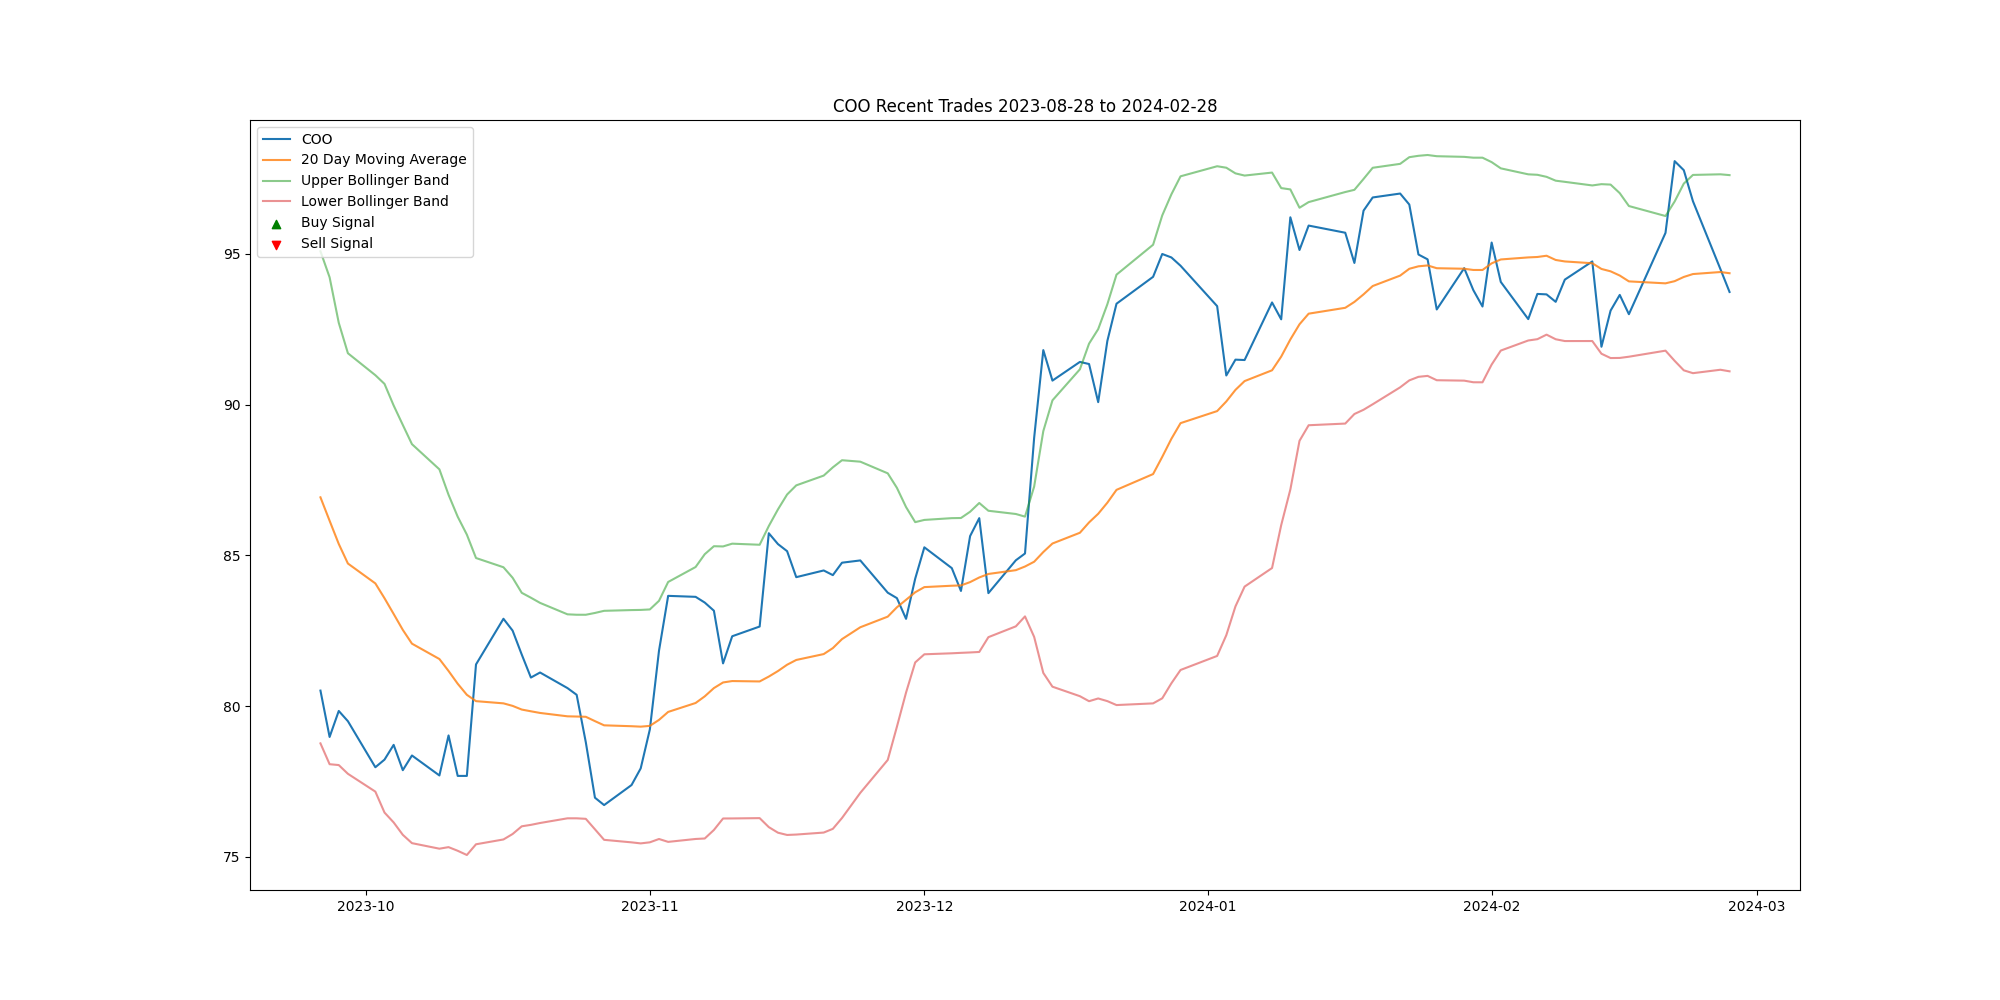 COO Recent Trades 2023-08-28 to 2024-02-28
COO
20 Day Moving Average
Upper Bollinger Band
Lower Bollinger Band
Buy Signal
Sell Signal
95
90
85
80
75
2023-10
2023-11
2023-12
2024-01
2024-02
2024-03